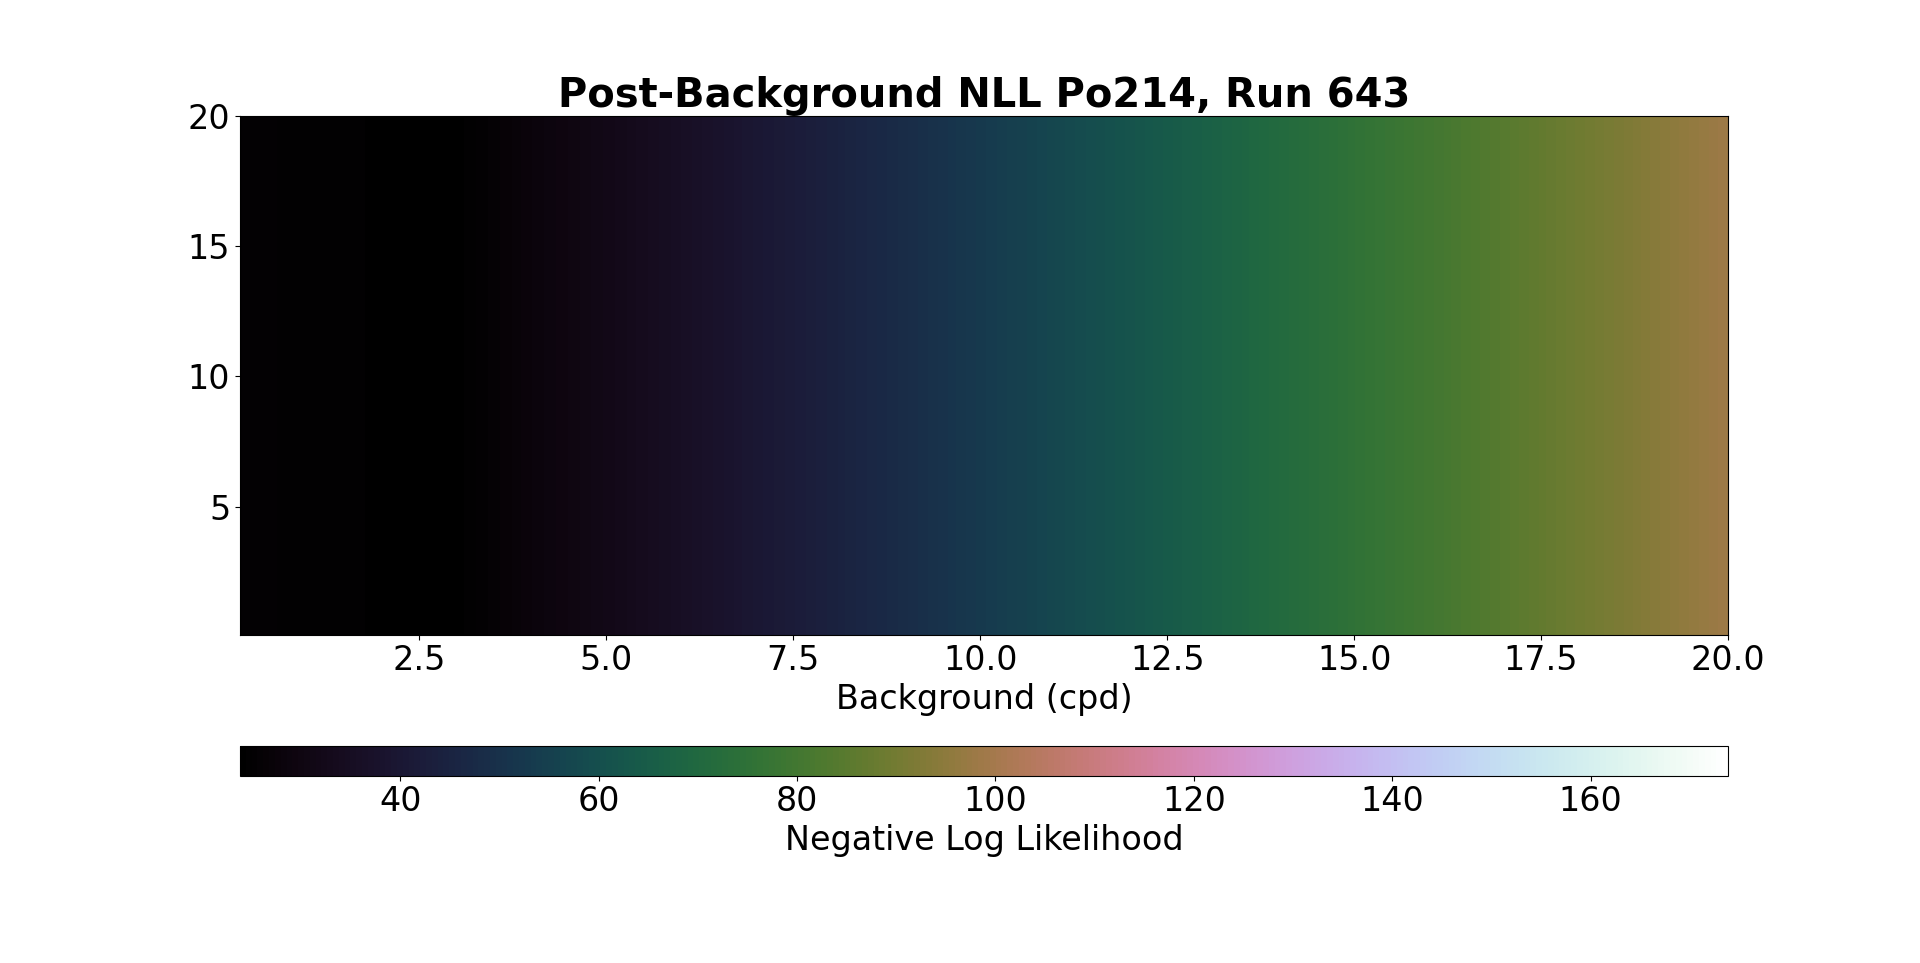 Post-Background NLL Po214, Run 643
20
15
10
5
2.5 5.0 7.5 10.0 12.5 15.0 17.5 20.0
Background (cpd)
40 60 80 100 120 140 160
Negative Log Likelihood